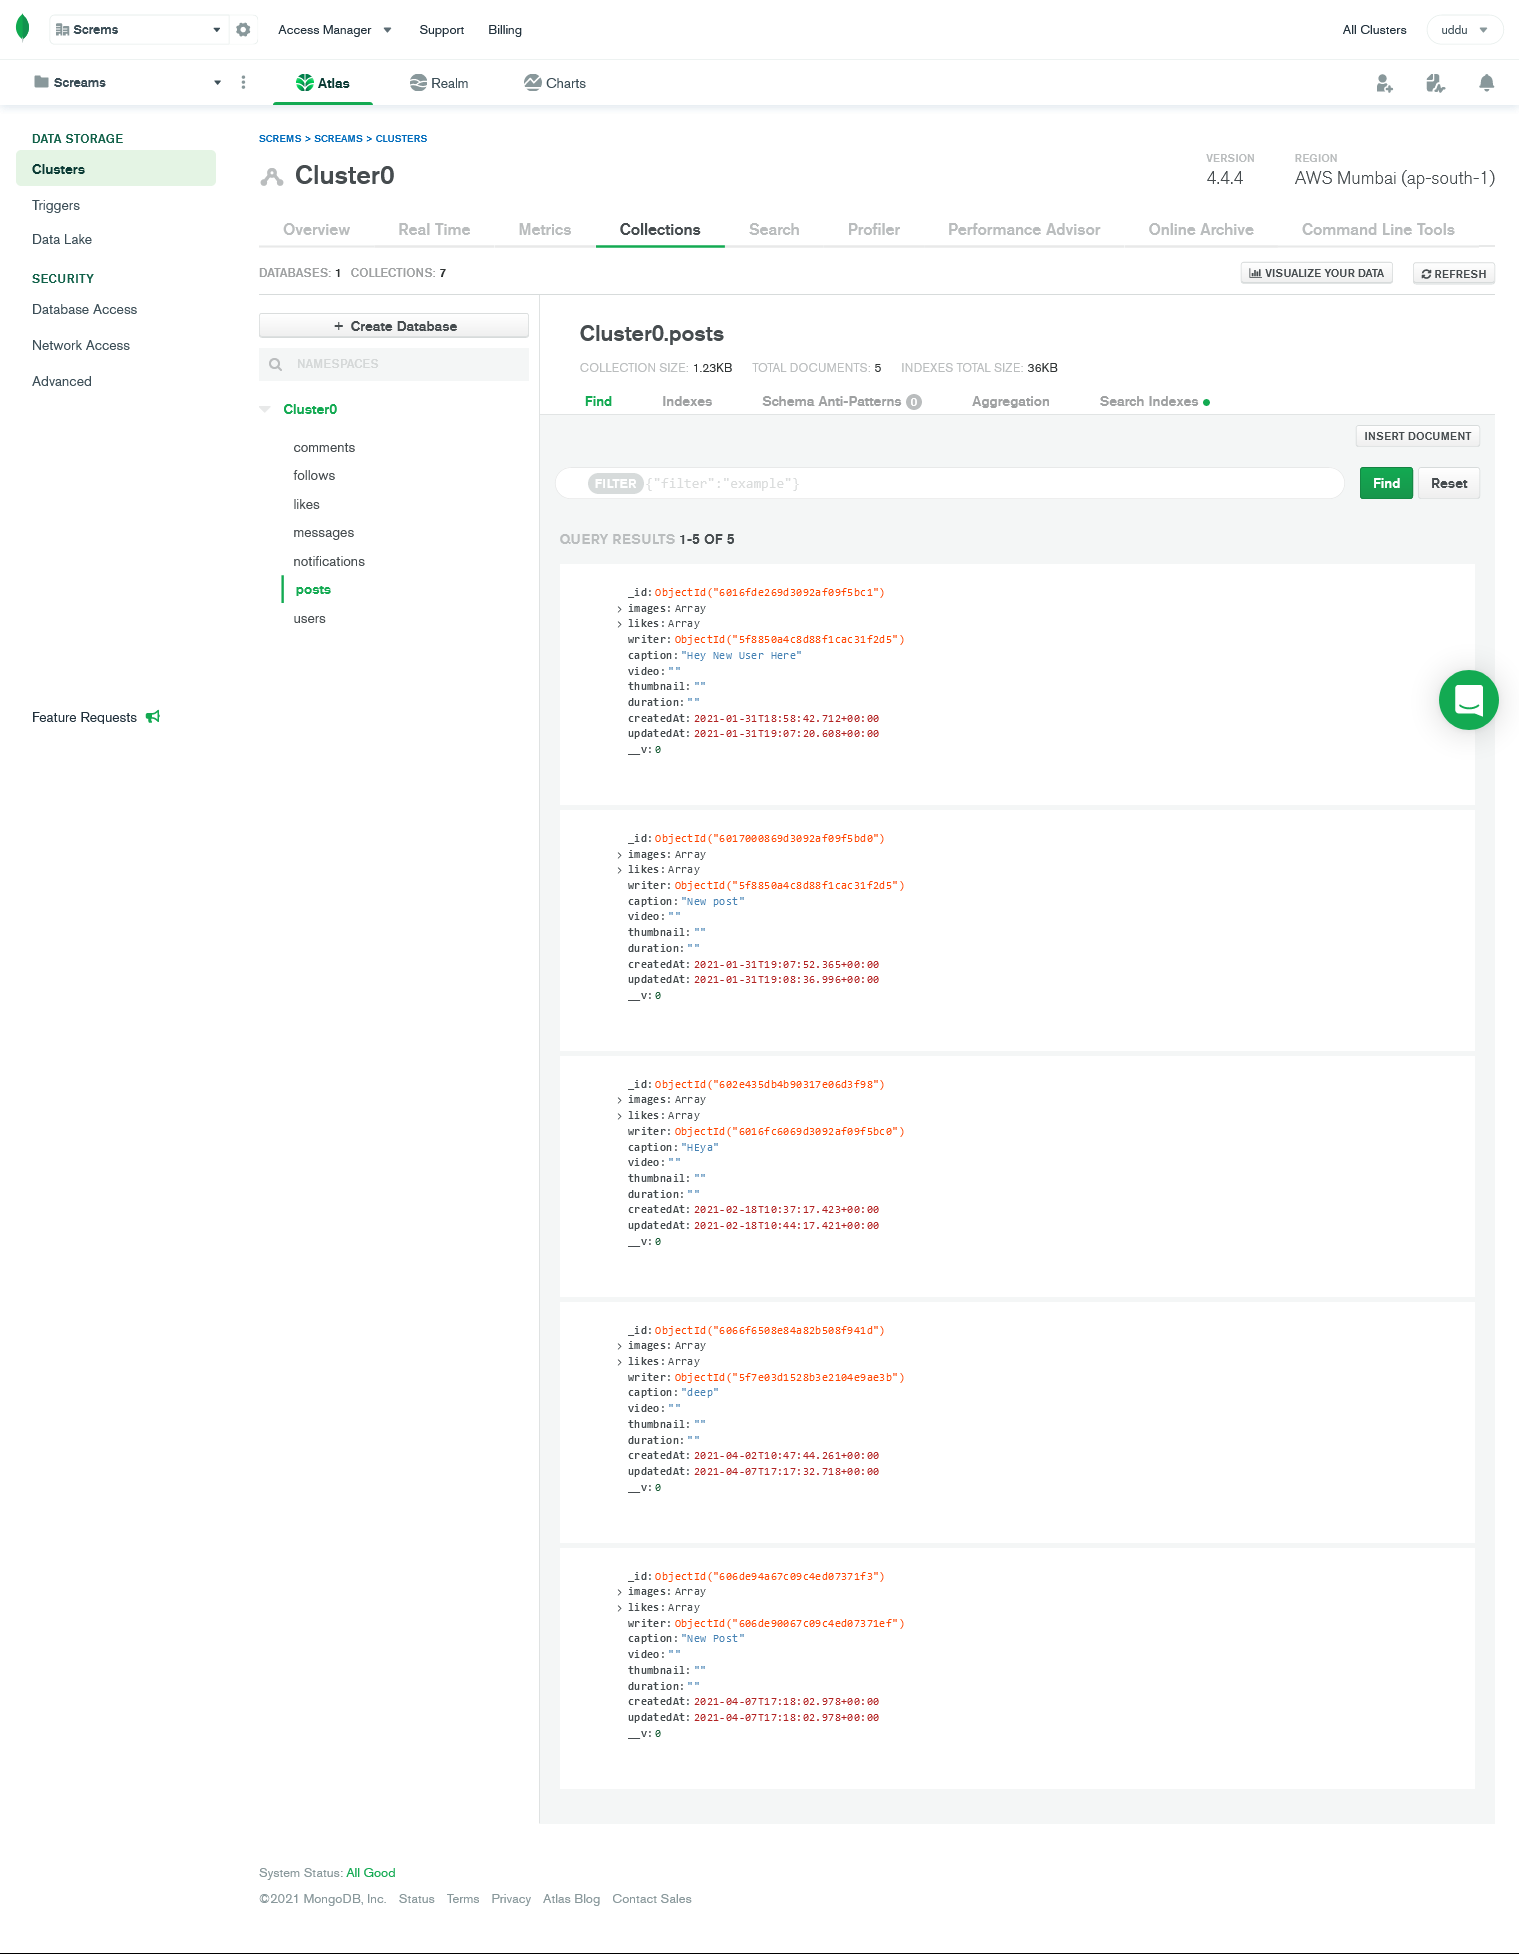 Screms
Access Manager
Support
Billing
All Clusters
uddu
Screams
Atlas
Realm
Charts
DATA STORAGE
Clusters
Triggers
Data Lake
SECURITY
Database Access
Network Access
Advanced
Feature Requests
SCREMS > SCREAMS > CLUSTERS
Cluster0
VERSION
4.4.4
REGION
AWS Mumbai (ap-south-1)
Overview
Real Time
Metrics
Collections
Search
Profiler
Performance Advisor
Online Archive
Command Line Tools
DATABASES: 1 COLLECTIONS: 7
VISUALIZE YOUR DATA
REFRESH
+ Create Database
NAMESPACES
Cluster0
comments
follows
likes
messages
notifications
posts
users
Cluster0.posts
COLLECTION SIZE: 1.23KB TOTAL DOCUMENTS: 5 INDEXES TOTAL SIZE: 36KB
Find
Indexes
Schema Anti-Patterns 0
Aggregation
Search Indexes
INSERT DOCUMENT
FILTER {"filter":"example"}
Find
Reset
QUERY RESULTS 1-5 OF 5
_id: ObjectId("6016fde269d3092af09f5bc1")
images: Array
likes: Array
writer: ObjectId("5f8850a4c8d88f1cac31f2d5")
caption: "Hey New User Here"
video: ""
thumbnail: ""
duration: ""
createdAt: 2021-01-31T18:58:42.712+00:00
updatedAt: 2021-01-31T19:07:20.608+00:00
__v: 0
_id: ObjectId("6017000869d3092af09f5bd0")
images: Array
likes: Array
writer: ObjectId("5f8850a4c8d88f1cac31f2d5")
caption: "New post"
video: ""
thumbnail: ""
duration: ""
createdAt: 2021-01-31T19:07:52.365+00:00
updatedAt: 2021-01-31T19:08:36.996+00:00
__v: 0
_id: ObjectId("602e435db4b90317e06d3f98")
images: Array
likes: Array
writer: ObjectId("6016fc6069d3092af09f5bc0")
caption: "HEya"
video: ""
thumbnail: ""
duration: ""
createdAt: 2021-02-18T10:37:17.423+00:00
updatedAt: 2021-02-18T10:44:17.421+00:00
__v: 0
_id: ObjectId("6066f6508e84a82b508f941d")
images: Array
likes: Array
writer: ObjectId("5f7e03d1528b3e2104e9ae3b")
caption: "deep"
video: ""
thumbnail: ""
duration: ""
createdAt: 2021-04-02T10:47:44.261+00:00
updatedAt: 2021-04-07T17:17:32.718+00:00
__v: 0
_id: ObjectId("606de94a67c09c4ed07371f3")
images: Array
likes: Array
writer: ObjectId("606de90067c09c4ed07371ef")
caption: "New Post"
video: ""
thumbnail: ""
duration: ""
createdAt: 2021-04-07T17:18:02.978+00:00
updatedAt: 2021-04-07T17:18:02.978+00:00
__v: 0
System Status: All Good
©2021 MongoDB, Inc. Status Terms Privacy Atlas Blog Contact Sales